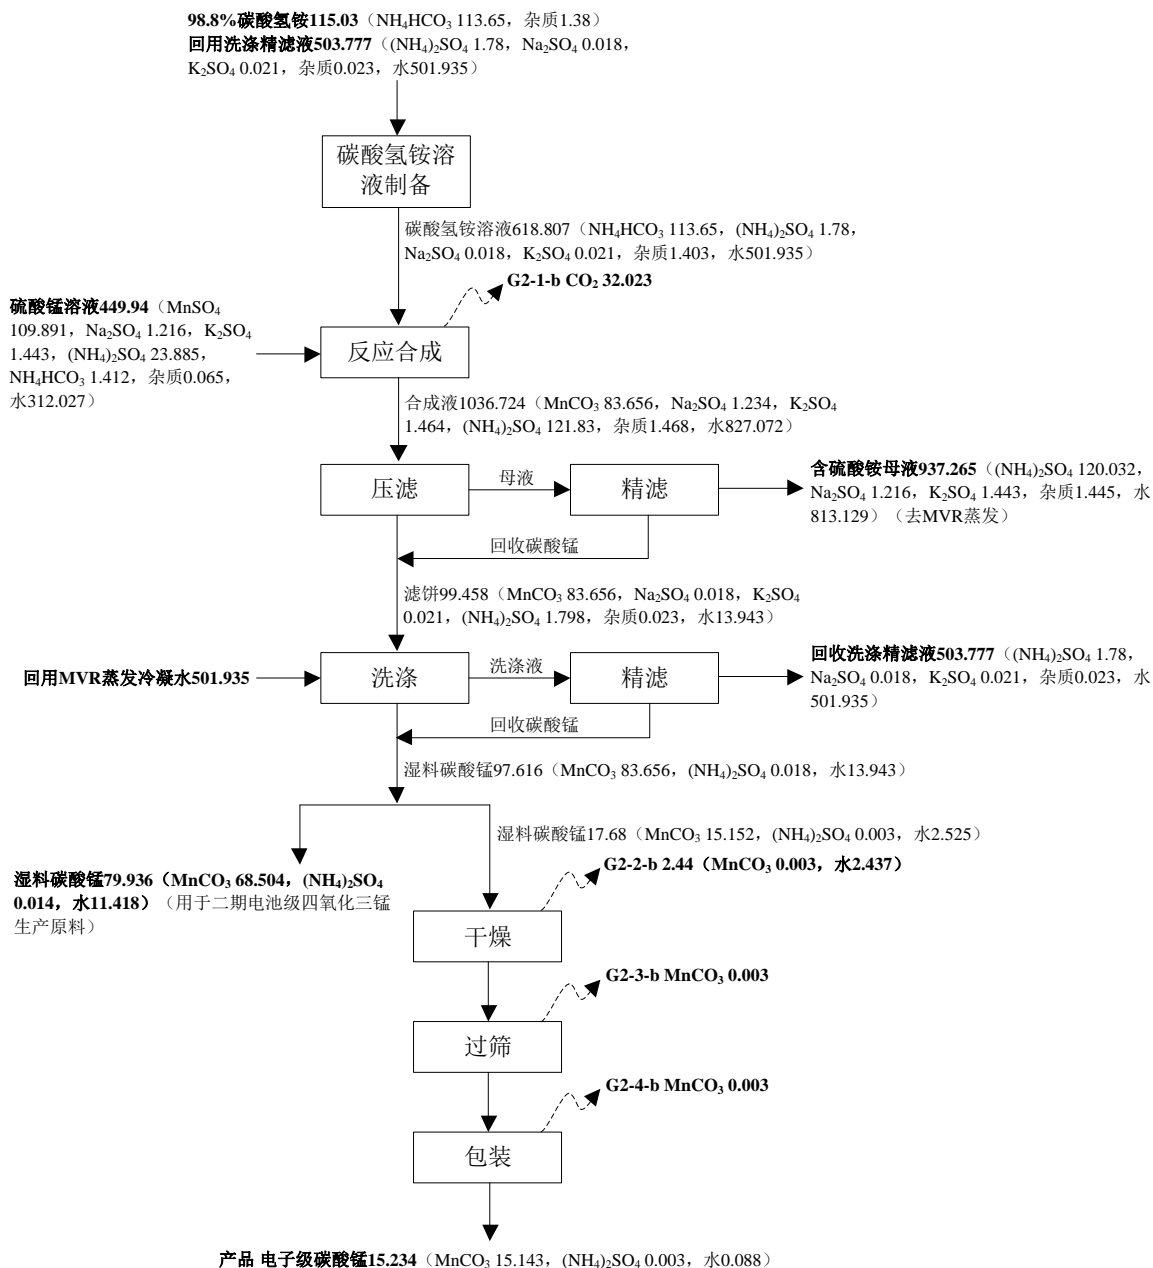 98.8%碳酸氢铵115.03（NH₄HCO₃ 113.65，杂质1.38）
回用洗涤精滤液503.777（(NH₄)₂SO₄ 1.78，Na₂SO₄ 0.018，
K₂SO₄ 0.021，杂质0.023，水501.935）
碳酸氢铵溶
液制备
碳酸氢铵溶液618.807（NH₄HCO₃ 113.65，(NH₄)₂SO₄ 1.78，
Na₂SO₄ 0.018，K₂SO₄ 0.021，杂质1.403，水501.935）
G2-1-b CO₂ 32.023
硫酸锰溶液449.94（MnSO₄
109.891，Na₂SO₄ 1.216，K₂SO₄
1.443，(NH₄)₂SO₄ 23.885，
NH₄HCO₃ 1.412，杂质0.065，
水312.027）
反应合成
合成液1036.724（MnCO₃ 83.656，Na₂SO₄ 1.234，K₂SO₄
1.464，(NH₄)₂SO₄ 121.83，杂质1.468，水827.072）
压滤
母液
精滤
含硫酸铵母液937.265（(NH₄)₂SO₄ 120.032，
Na₂SO₄ 1.216，K₂SO₄ 1.443，杂质1.445，水
813.129）（去MVR蒸发）
回收碳酸锰
滤饼99.458（MnCO₃ 83.656，Na₂SO₄ 0.018，K₂SO₄
0.021，(NH₄)₂SO₄ 1.798，杂质0.023，水13.943）
回用MVR蒸发冷凝水501.935
洗涤
洗涤液
精滤
回收洗涤精滤液503.777（(NH₄)₂SO₄ 1.78，
Na₂SO₄ 0.018，K₂SO₄ 0.021，杂质0.023，水
501.935）
回收碳酸锰
湿料碳酸锰97.616（MnCO₃ 83.656，(NH₄)₂SO₄ 0.018，水13.943）
湿料碳酸锰17.68（MnCO₃ 15.152，(NH₄)₂SO₄ 0.003，水2.525）
湿料碳酸锰79.936（MnCO₃ 68.504，(NH₄)₂SO₄
0.014，水11.418）（用于二期电池级四氧化三锰
生产原料）
G2-2-b 2.44（MnCO₃ 0.003，水2.437）
干燥
G2-3-b MnCO₃ 0.003
过筛
G2-4-b MnCO₃ 0.003
包装
产品 电子级碳酸锰15.234（MnCO₃ 15.143，(NH₄)₂SO₄ 0.003，水0.088）